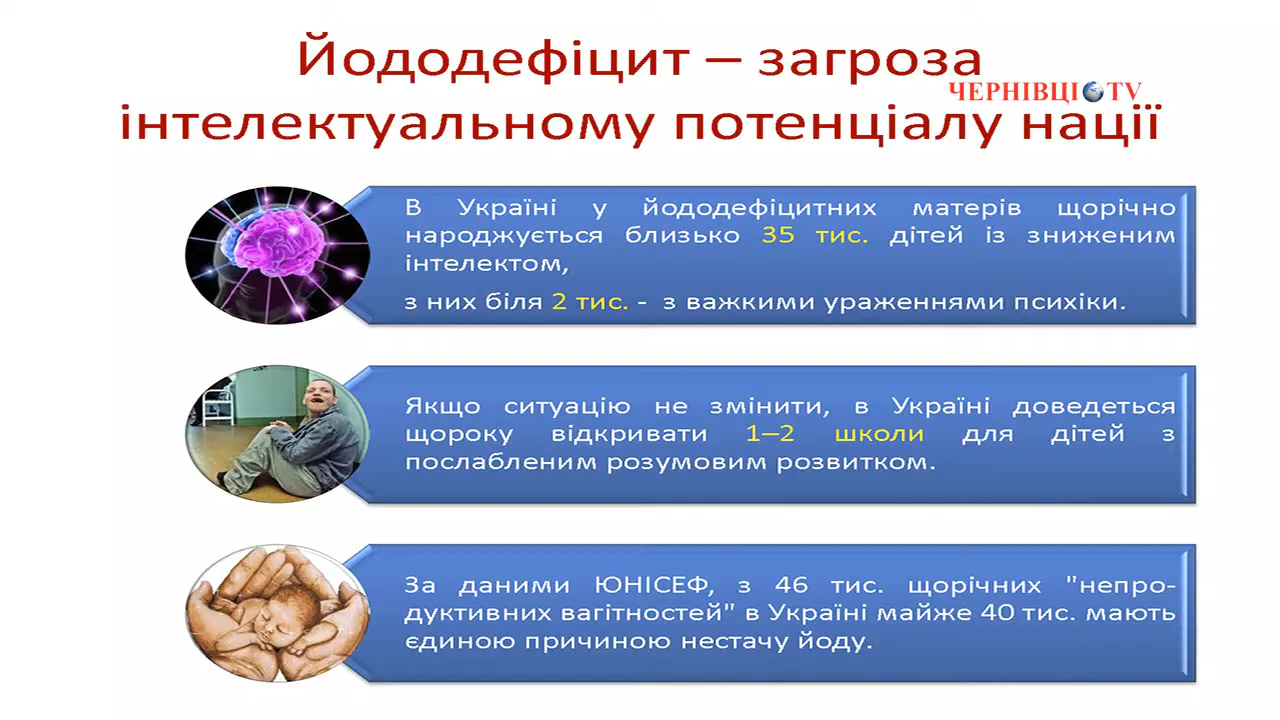 Йододефіцит – загроза
ЧЕРНІВЦІ TV
інтелектуальному потенціалу нації
В Україні у йододефіцитних матерів щорічно
народжується близько 35 тис. дітей із зниженим
інтелектом,
з них біля 2 тис. - з важкими ураженнями психіки.
Якщо ситуацію не змінити, в Україні доведеться
щороку відкривати 1–2 школи для дітей з
послабленим розумовим розвитком.
За даними ЮНІСЕФ, з 46 тис. щорічних "непро-
дуктивних вагітностей" в Україні майже 40 тис. мають
єдиною причиною нестачу йоду.